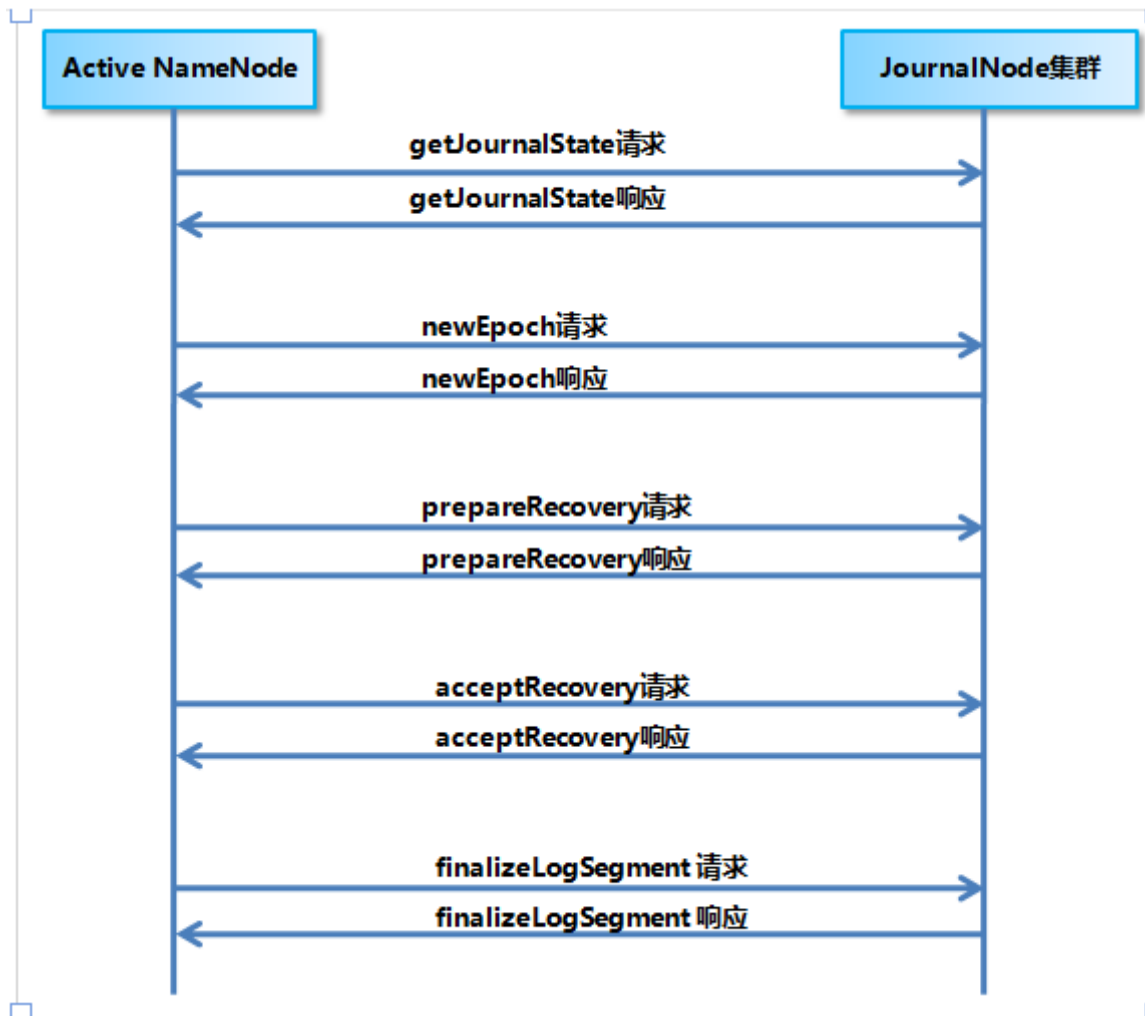 Active NameNode
JournalNode集群
getJournalState请求
getJournalState响应
newEpoch请求
newEpoch响应
prepareRecovery请求
prepareRecovery响应
acceptRecovery请求
acceptRecovery响应
finalizeLogSegment 请求
finalizeLogSegment 响应